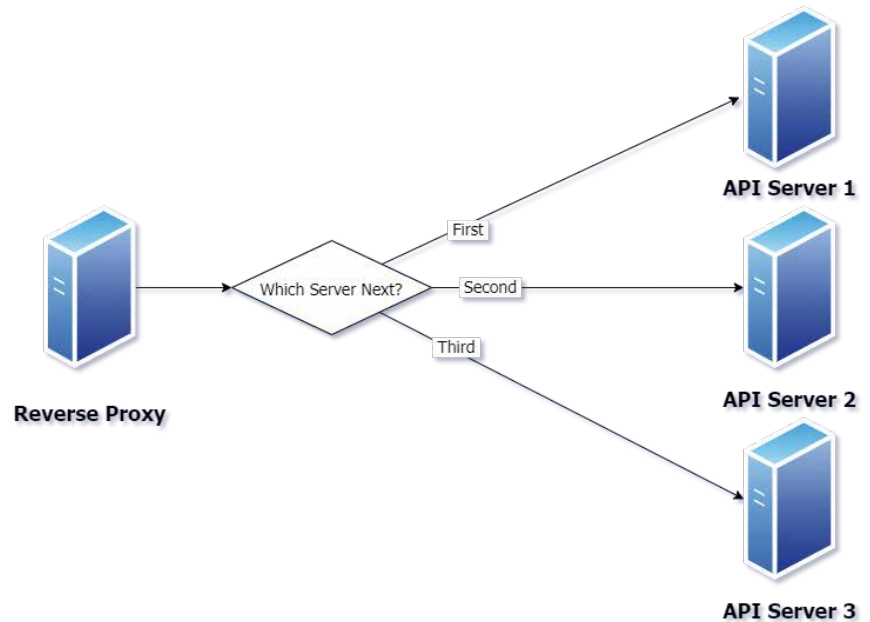 API Server 1
First
Which Server Next?
Second
Third
Reverse Proxy
API Server 2
API Server 3